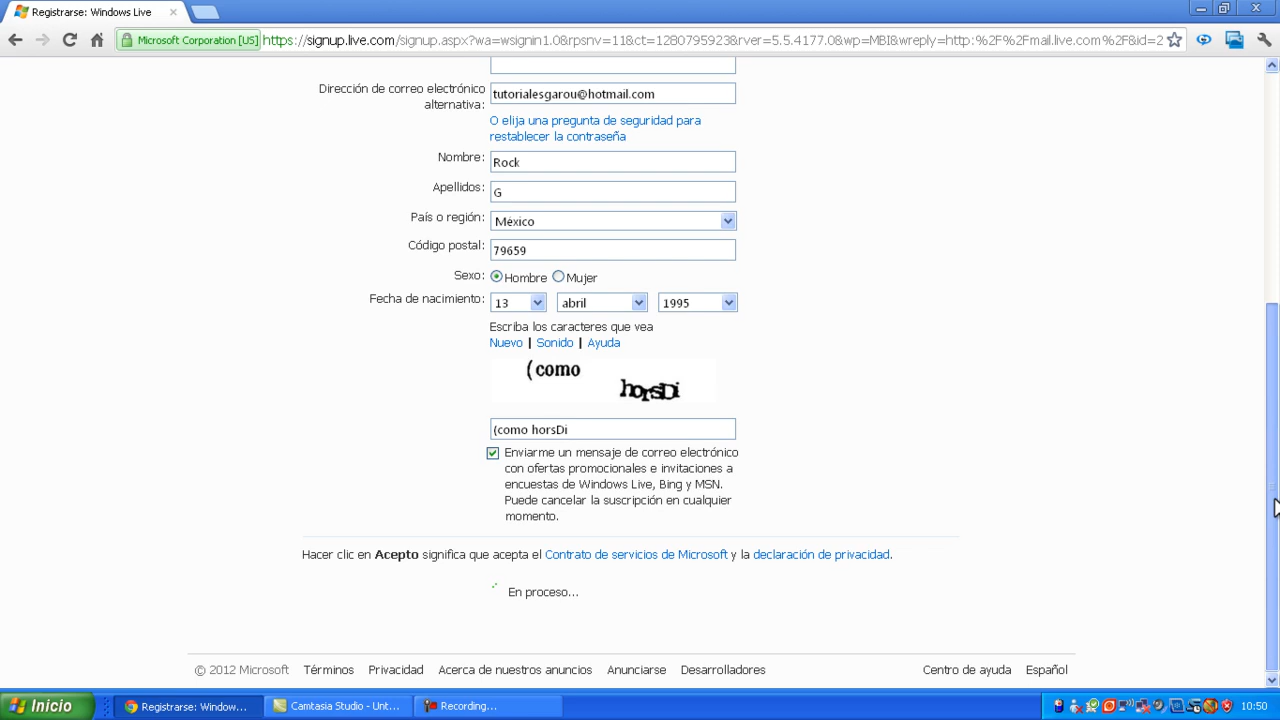 Registrarse: Windows Live
Microsoft Corporation [US] https://signup.live.com/signup.aspx?wa=wsignin1.0&rpsnv=11&ct=1280795923&rver=5.5.4177.0&wp=MBI&wreply=http:%2F%2Fmail.live.com%2F&id=2
Dirección de correo electrónico
alternativa:
tutorialesgarou@hotmail.com
O elija una pregunta de seguridad para
restablecer la contraseña
Nombre: Rock
Apellidos: G
País o región: México
Código postal: 79659
Sexo: Hombre Mujer
Fecha de nacimiento: 13 abril 1995
Escriba los caracteres que vea
Nuevo | Sonido | Ayuda
(como
horsDi
(como horsDi
Enviarme un mensaje de correo electrónico
con ofertas promocionales e invitaciones a
encuestas de Windows Live, Bing y MSN.
Puede cancelar la suscripción en cualquier
momento.
Hacer clic en Acepto significa que acepta el Contrato de servicios de Microsoft y la declaración de privacidad.
En proceso...
© 2012 Microsoft Términos Privacidad Acerca de nuestros anuncios Anunciarse Desarrolladores Centro de ayuda Español
Inicio Registrarse: Window... Camtasia Studio - Unt... Recording... 10:50